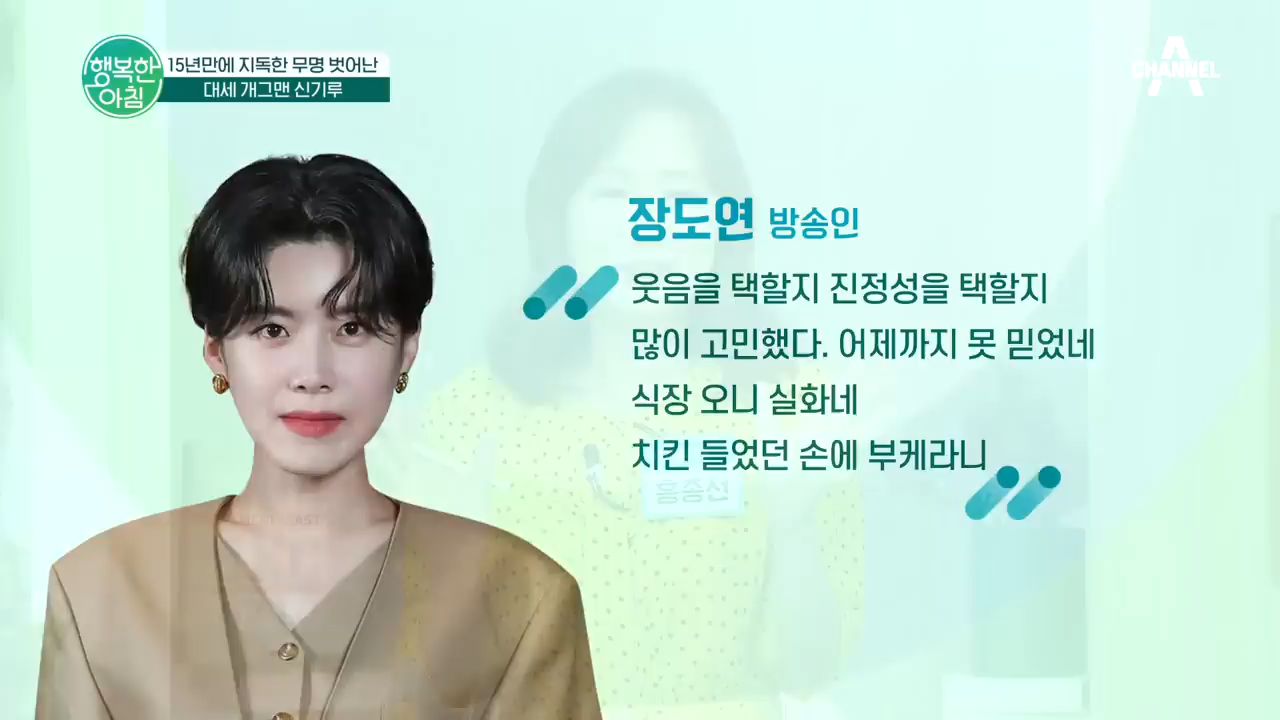 행복한
아침
15년만에 지독한 무명 벗어난
대세 개그맨 신기루
CHANNEL A
장도연 방송인
웃음을 택할지 진정성을 택할지
많이 고민했다. 어제까지 못 믿었네
식장 오니 실화네
치킨 들었던 손에 부케라니
홍종선